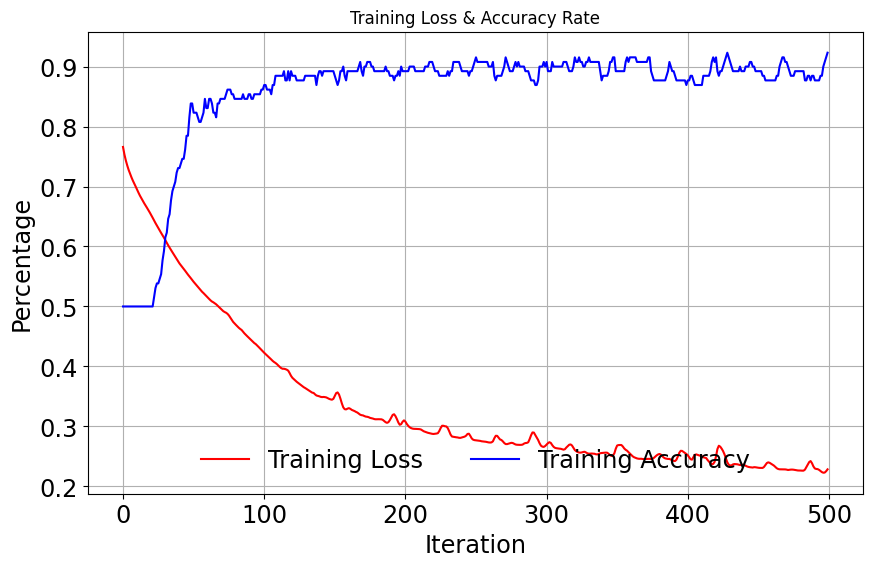 Training Loss & Accuracy Rate
Percentage
0.9
0.8
0.7
0.6
0.5
0.4
0.3
0.2
Training Loss Training Accuracy
0 100 200 300 400 500
Iteration